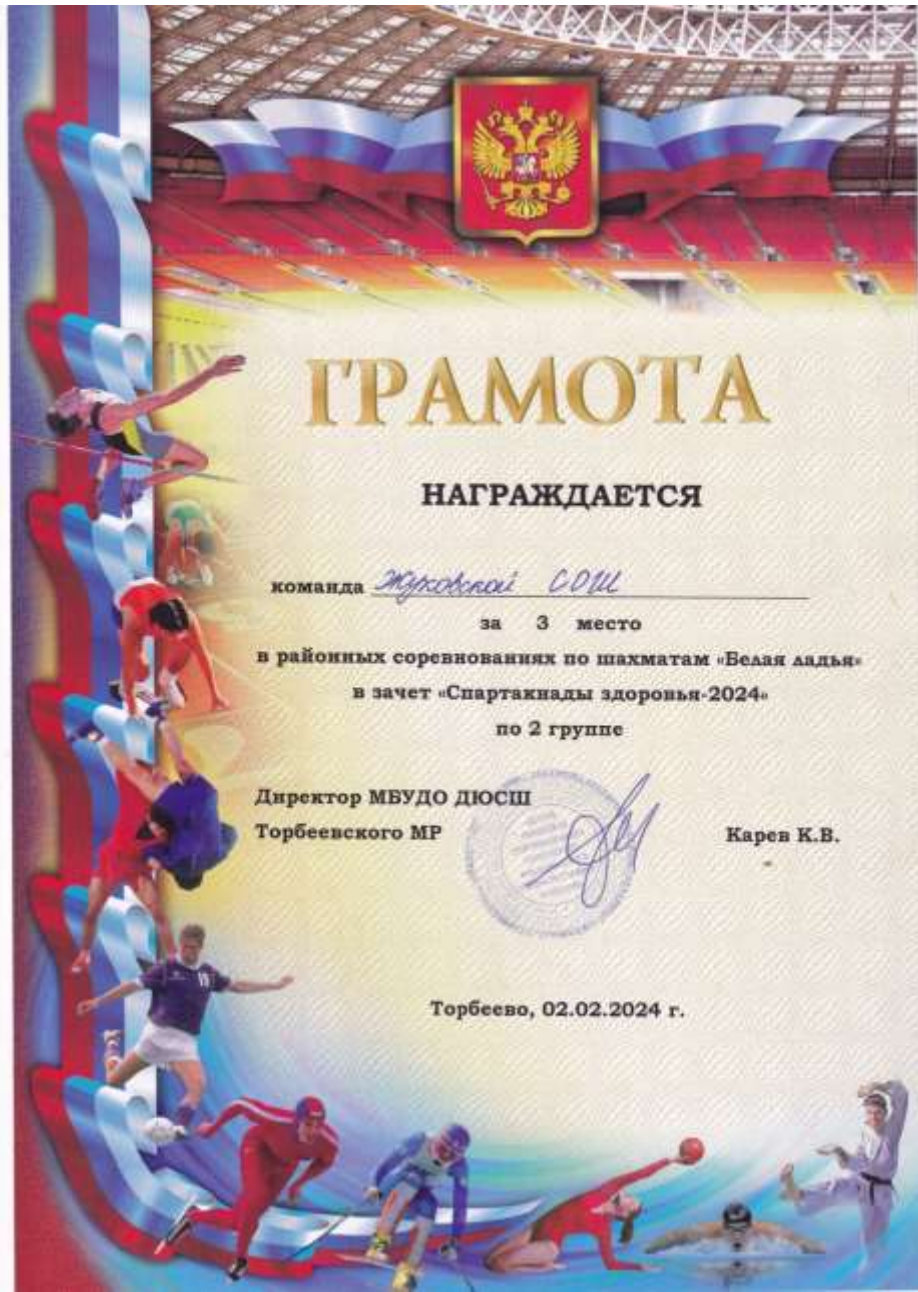 ГРАМОТА
НАГРАЖДАЕТСЯ
команда Жуковской СОШ
за 3 место
в районных соревнованиях по шахматам «Белая ладья»
в зачет «Спартакиады здоровья-2024»
по 2 группе
Директор МБУДО ДЮСШ
Торбеевского МР Карев К.В.
Торбеево, 02.02.2024 г.